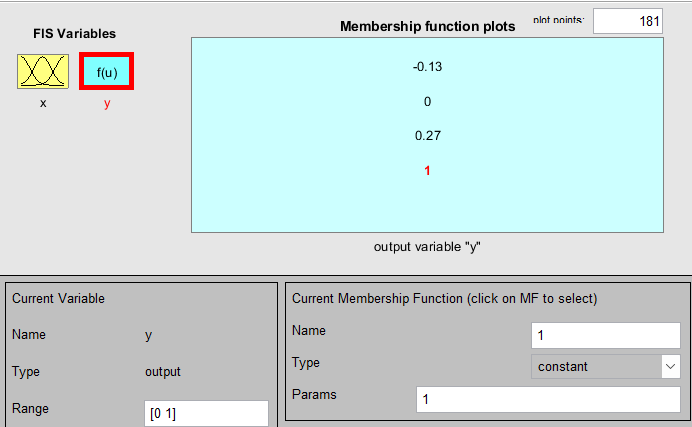 FIS Variables
f(u)
x
y
Membership function plots
plot points:
181
-0.13
0
0.27
1
output variable "y"
Current Variable
Name
y
Type
output
Range
[0 1]
Current Membership Function (click on MF to select)
Name
1
Type
constant
Params
1